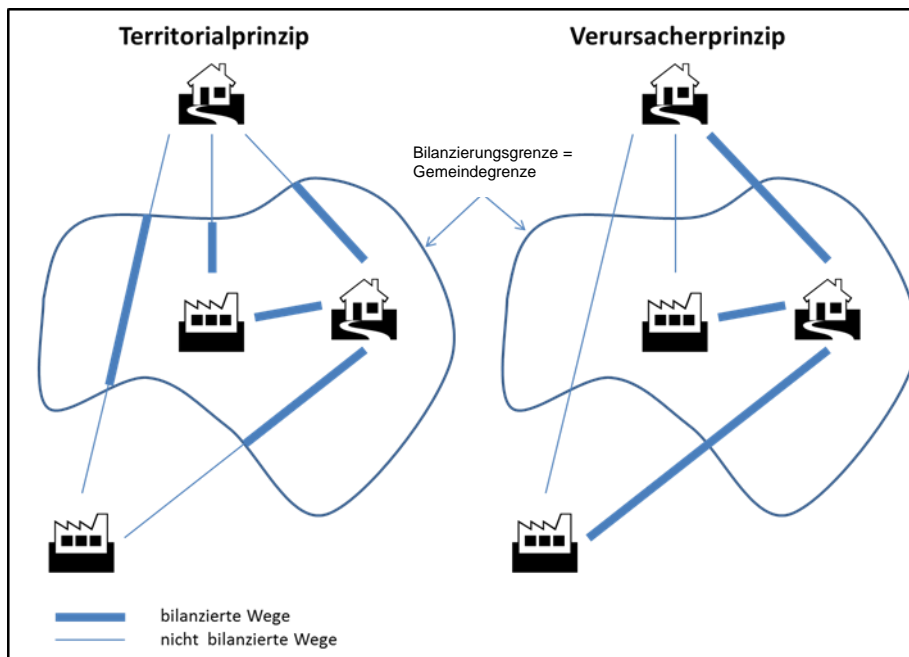 Territorialprinzip
Verursacherprinzip
Bilanzierungsgrenze =
Gemeindegrenze
bilanzierte Wege
nicht bilanzierte Wege